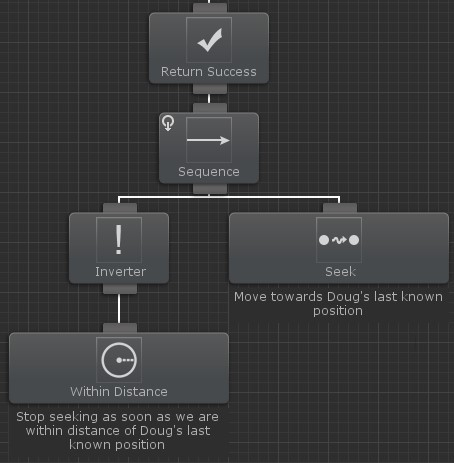 Return Success
Sequence
Inverter
Seek
Move towards Doug's last known
position
Within Distance
Stop seeking as soon as we are
within distance of Doug's last
known position